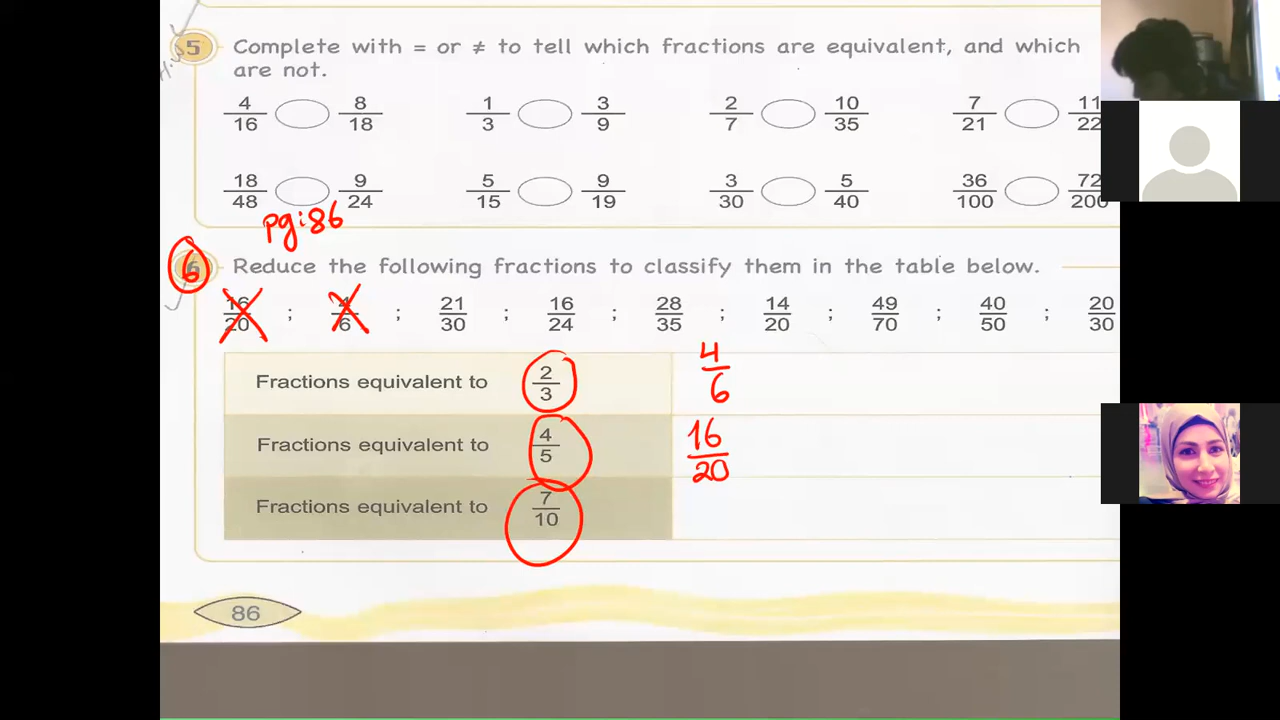 5 Complete with = or ≠ to tell which fractions are equivalent, and which
are not.
4/16 8/18 1/3 3/9 2/7 10/35 7/21 11/22
18/48 9/24 5/15 9/19 3/30 5/40 36/100 72/200
pg:86
6 Reduce the following fractions to classify them in the table below.
16/20 ; 4/6 ; 21/30 ; 16/24 ; 28/35 ; 14/20 ; 49/70 ; 40/50 ; 20/30
Fractions equivalent to 2/3 4/6
Fractions equivalent to 4/5 16/20
Fractions equivalent to 7/10
86